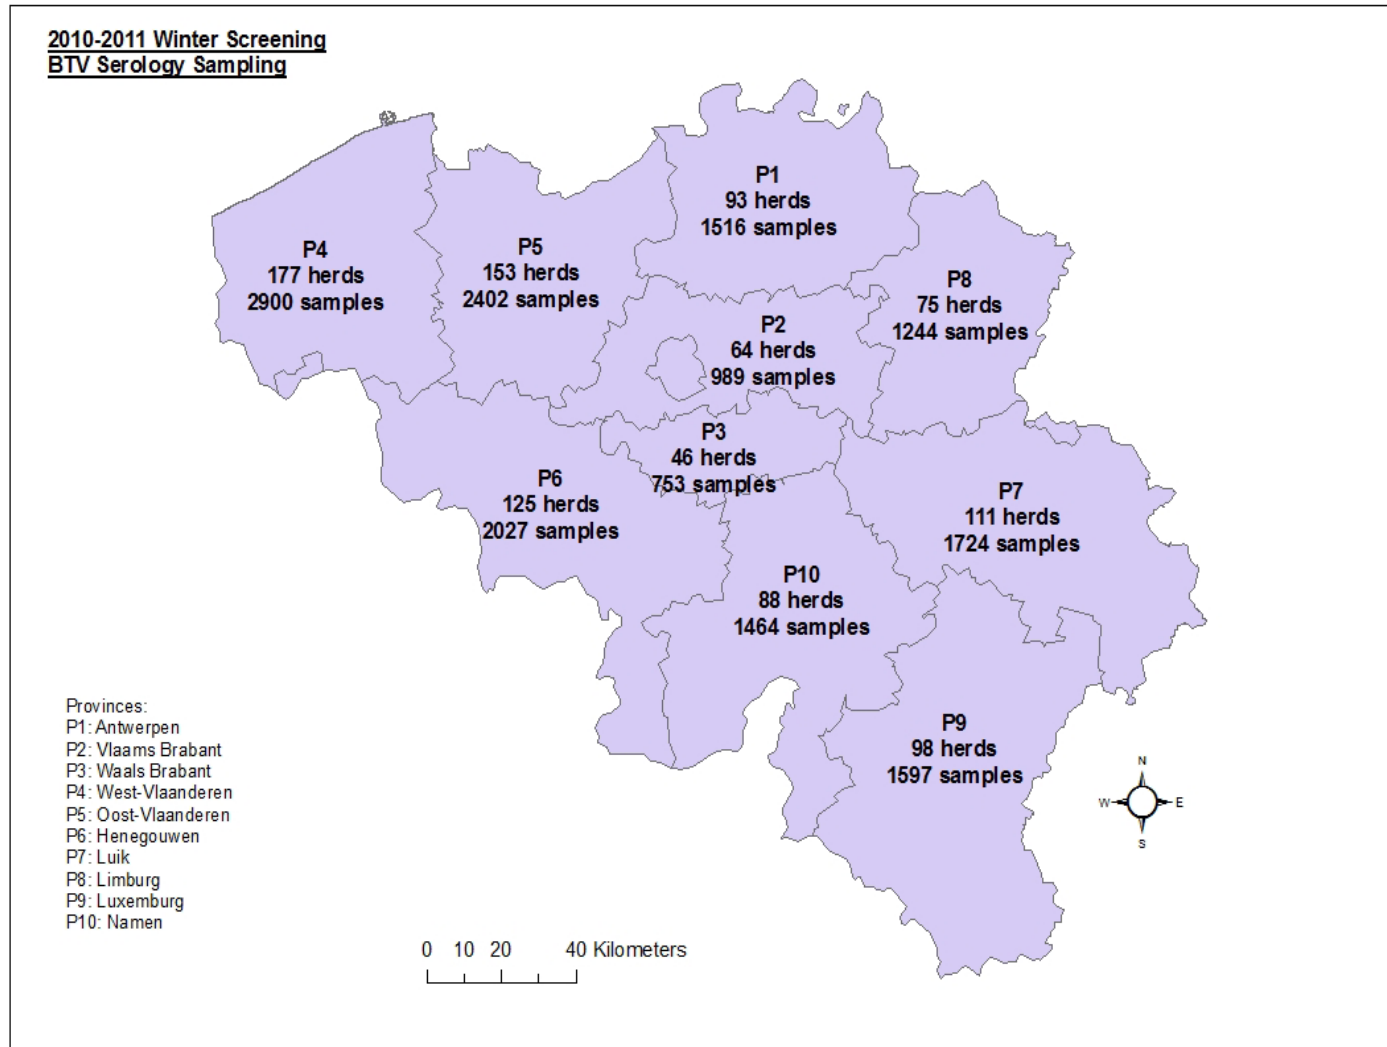 2010-2011 Winter Screening
BTV Serology Sampling
P1
93 herds
1516 samples
P4
177 herds
2900 samples
P5
153 herds
2402 samples
P8
75 herds
1244 samples
P2
64 herds
989 samples
P3
46 herds
753 samples
P6
125 herds
2027 samples
P7
111 herds
1724 samples
P10
88 herds
1464 samples
P9
98 herds
1597 samples
Provinces:
P1: Antwerpen
P2: Vlaams Brabant
P3: Waals Brabant
P4: West-Vlaanderen
P5: Oost-Vlaanderen
P6: Henegouwen
P7: Luik
P8: Limburg
P9: Luxemburg
P10: Namen
N
W E
S
0 10 20 40 Kilometers